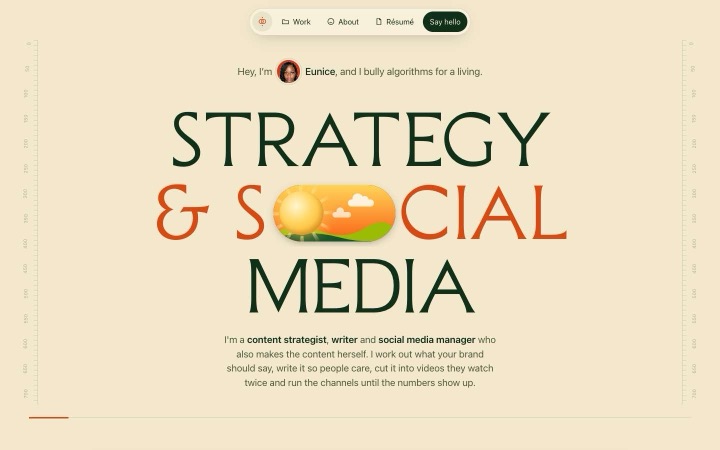 Work About Résumé Say hello
Hey, I'm Eunice, and I bully algorithms for a living.
STRATEGY
& S CIAL
MEDIA
I'm a content strategist, writer and social media manager who
also makes the content herself. I work out what your brand
should say, write it so people care, cut it into videos they watch
twice and run the channels until the numbers show up.